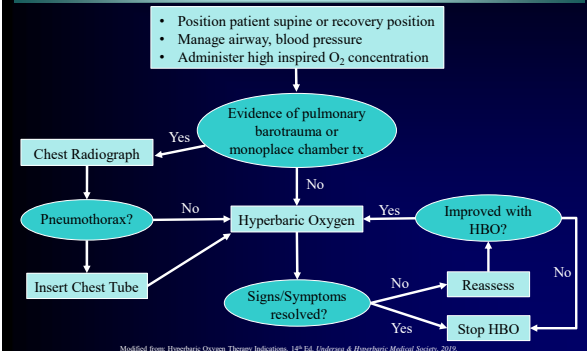 • Position patient supine or recovery position
• Manage airway, blood pressure
• Administer high inspired O₂ concentration
Evidence of pulmonary
barotrauma or
monoplace chamber tx
Yes
Chest Radiograph
No
Pneumothorax?
No
Hyperbaric Oxygen
Yes
Improved with
HBO?
Insert Chest Tube
Signs/Symptoms
resolved?
No
Reassess
No
Yes
Stop HBO
Modified from: Hyperbaric Oxygen Therapy Indications. 14th Ed. Undersea & Hyperbaric Medical Society. 2019.